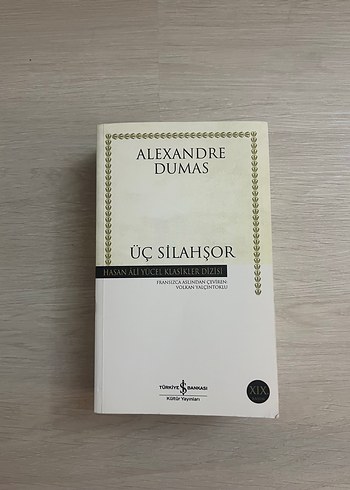 ALEXANDRE
DUMAS
ÜÇ SİLAHŞOR
HASAN ÂLİ YÜCEL KLASİKLER DİZİSİ
FRANSIZCA ASLINDAN ÇEVİREN:
VOLKAN YALÇINTOKLU
TÜRKİYE İŞ BANKASI
Kültür Yayınları
XIX